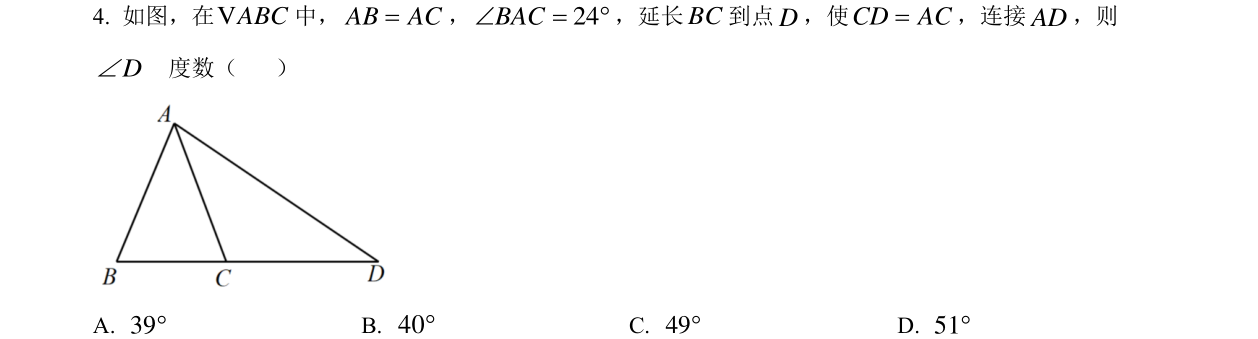 4. 如图，在VABC中， AB = AC ，∠BAC = 24°，延长BC到点D，使CD = AC，连接AD，则
∠D 度数（ ）
A
B
C
D
A. 39°
B. 40°
C. 49°
D. 51°